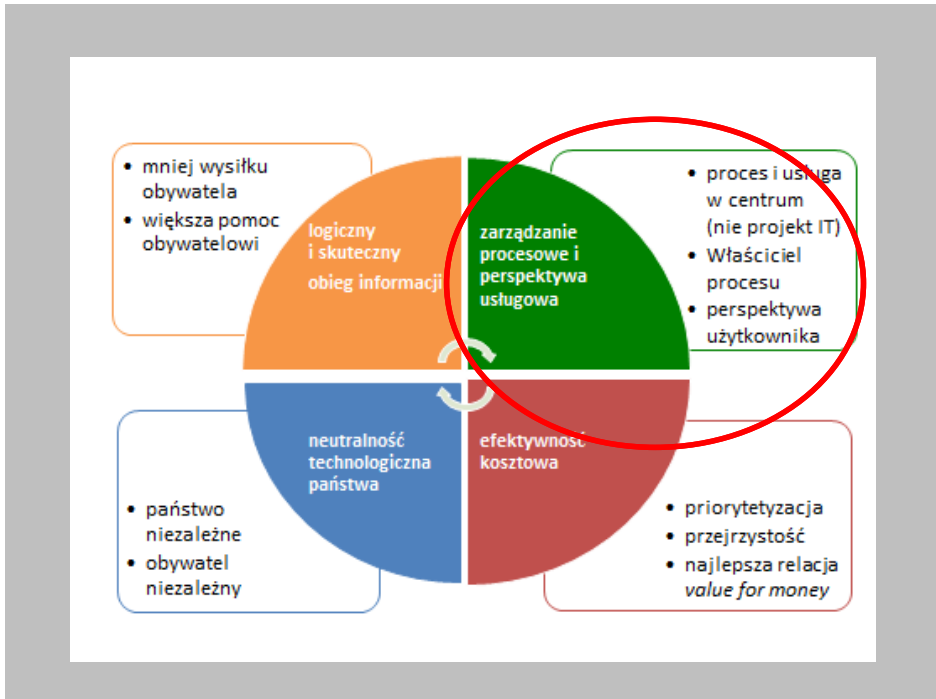 • mniej wysiłku
obywatela
• większa pomoc
obywatelowi
logiczny
i skuteczny
obieg informacji
zarządzanie
procesowe i
perspektywa
usługowa
• proces i usługa
w centrum
(nie projekt IT)
• Właściciel
procesu
• perspektywa
użytkownika
• państwo
niezależne
• obywatel
niezależny
neutralność
technologiczna
państwa
efektywność
kosztowa
• priorytetyzacja
• przejrzystość
• najlepsza relacja
value for money